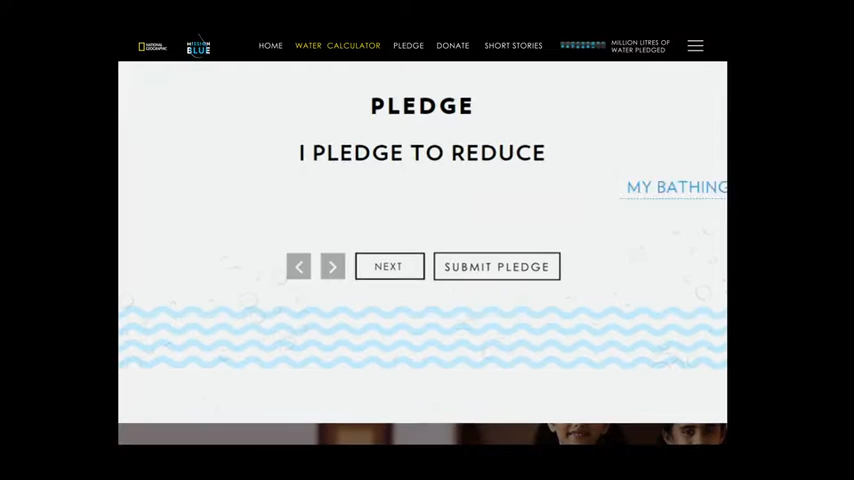 NATIONAL
GEOGRAPHIC
MISSION
BLUE
HOME
WATER CALCULATOR
PLEDGE
DONATE
SHORT STORIES
MILLION LITRES OF
WATER PLEDGED
PLEDGE
I PLEDGE TO REDUCE
MY BATHING
NEXT
SUBMIT PLEDGE